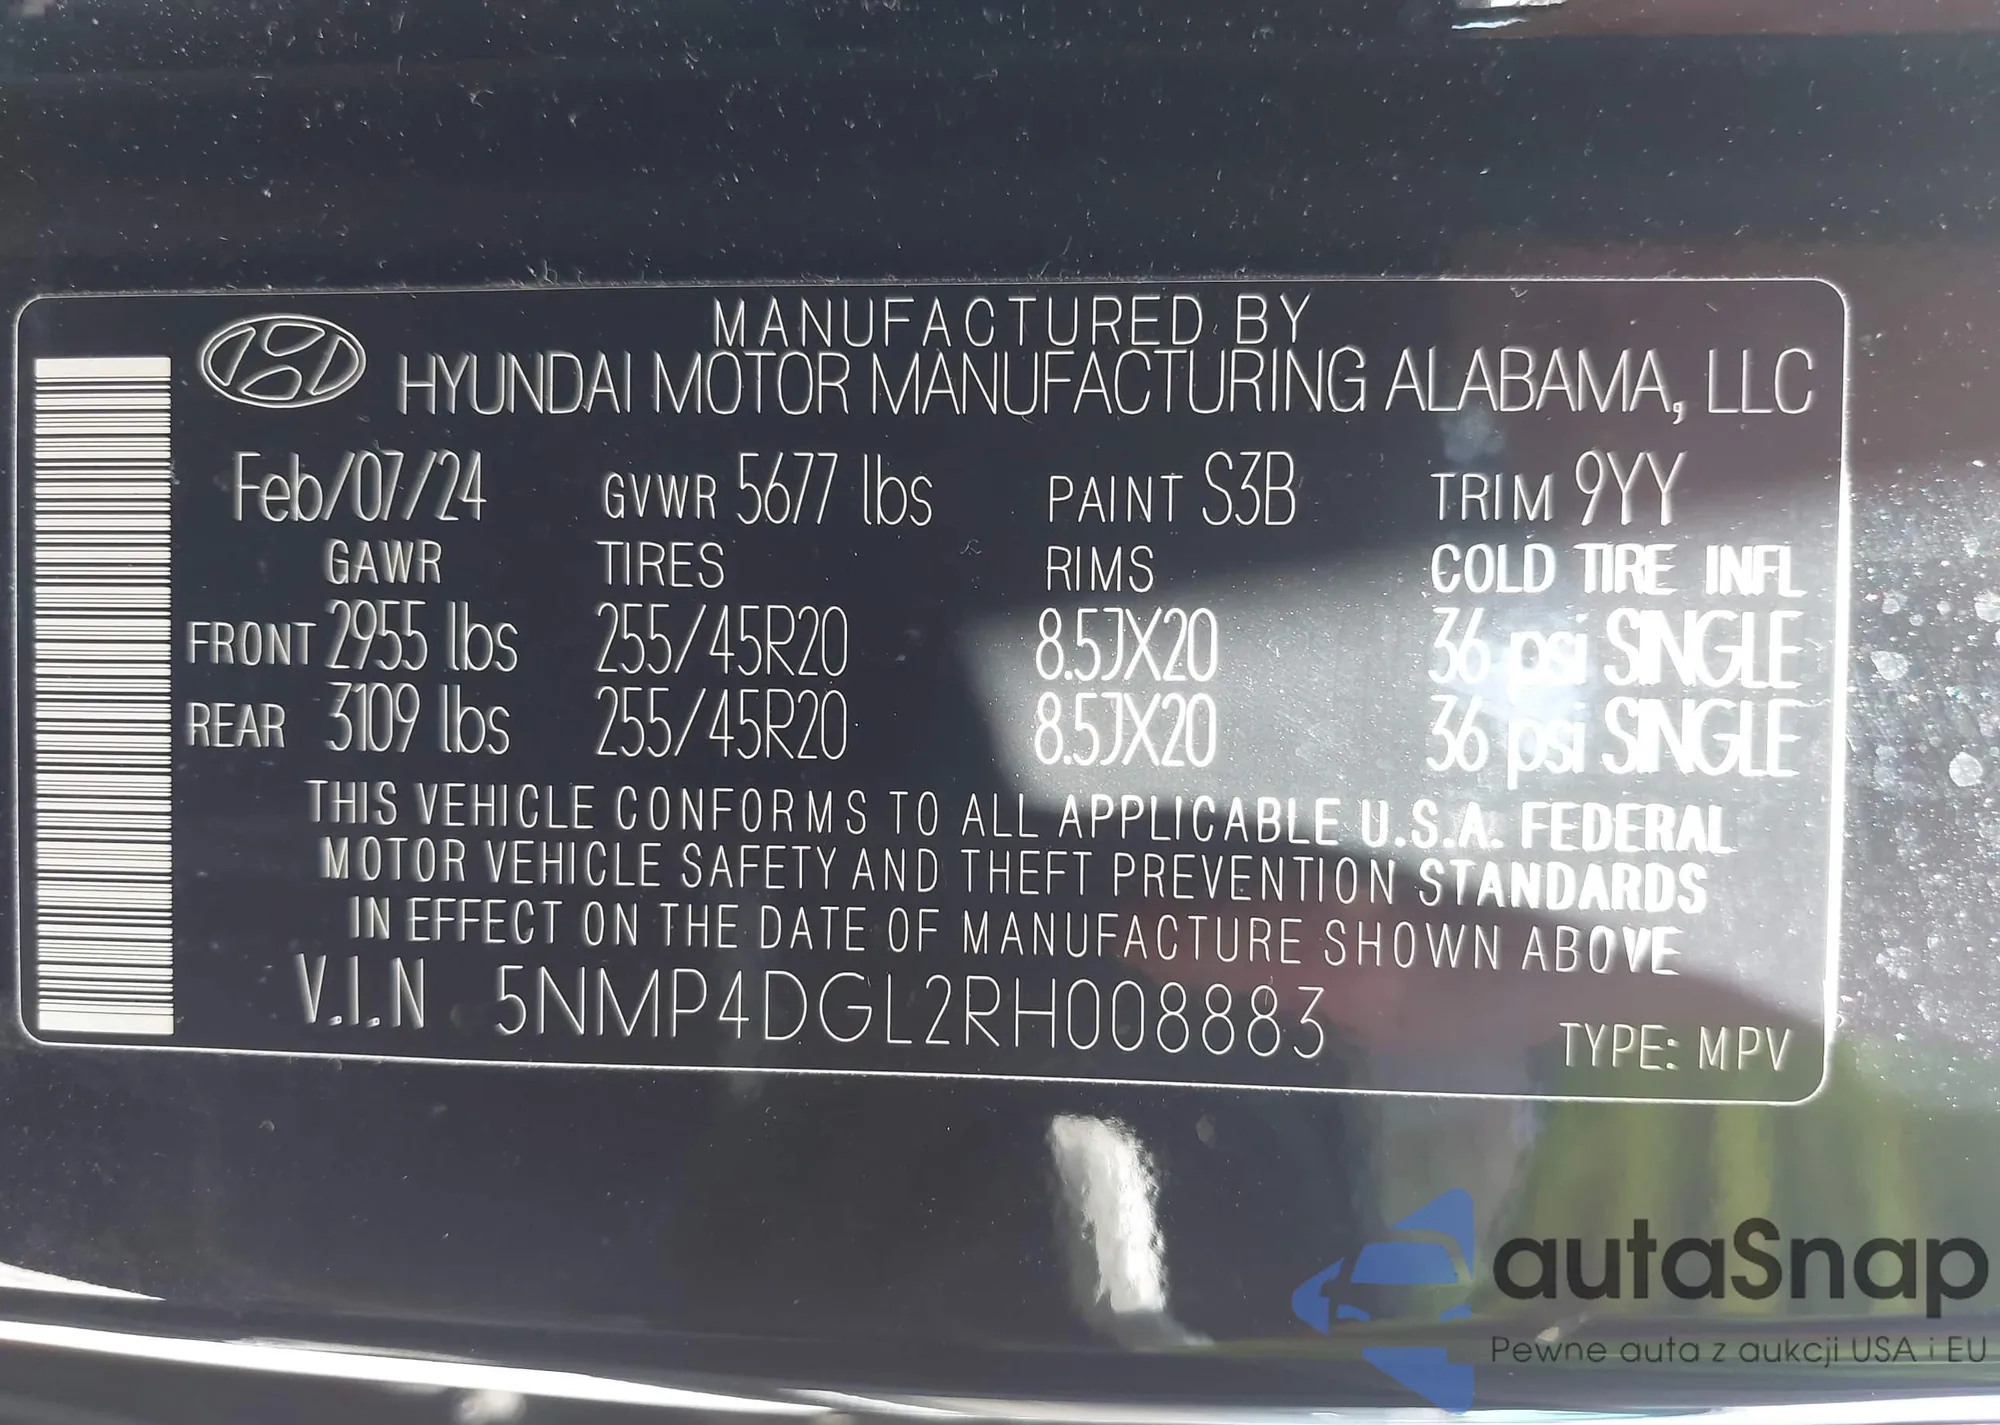 MANUFACTURED BY
HYUNDAI MOTOR MANUFACTURING ALABAMA, LLC
Feb/07/24 GVWR 5677 lbs PAINT S3B TRIM 9YY
GAWR TIRES RIMS COLD TIRE INFL
FRONT 2955 lbs 255/45R20 8.5JX20 36 psi SINGLE
REAR 3109 lbs 255/45R20 8.5JX20 36 psi SINGLE
THIS VEHICLE CONFORMS TO ALL APPLICABLE U.S.A. FEDERAL
MOTOR VEHICLE SAFETY AND THEFT PREVENTION STANDARDS
IN EFFECT ON THE DATE OF MANUFACTURE SHOWN ABOVE
V.I.N 5NMP4DGL2RH008883
TYPE: MPV
autaSnap
Pewne auta z aukcji USA i EU